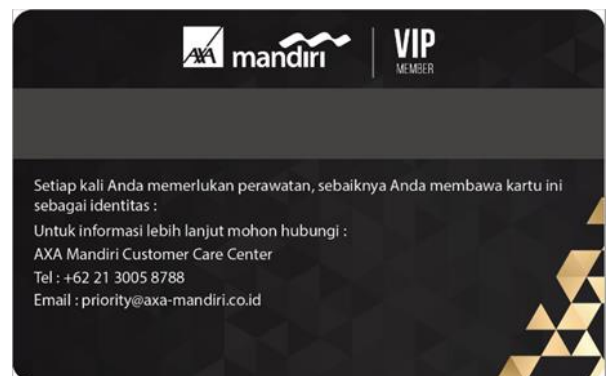 AXA mandiri VIP
MEMBER
Setiap kali Anda memerlukan perawatan, sebaiknya Anda membawa kartu ini
sebagai identitas :
Untuk informasi lebih lanjut mohon hubungi :
AXA Mandiri Customer Care Center
Tel : +62 21 3005 8788
Email : priority@axa-mandiri.co.id